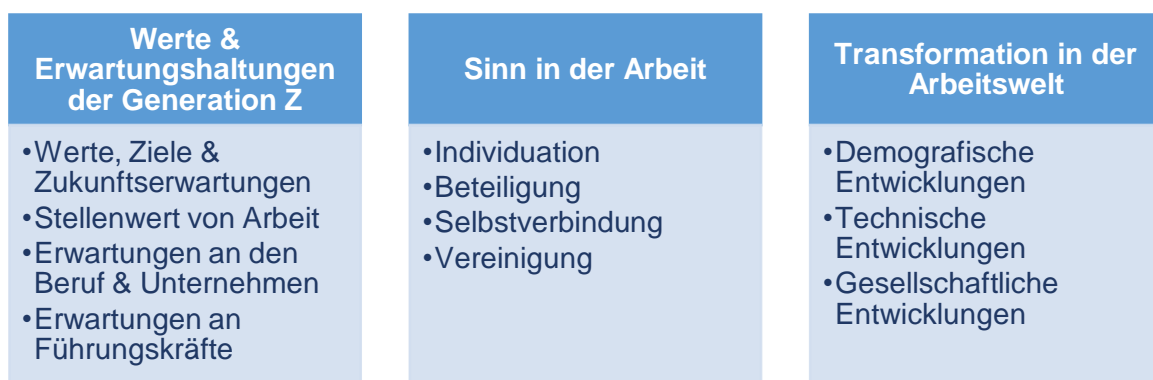 Werte &
Erwartungshaltungen
der Generation Z
•Werte, Ziele &
Zukunftserwartungen
•Stellenwert von Arbeit
•Erwartungen an den
Beruf & Unternehmen
•Erwartungen an
Führungskräfte
Sinn in der Arbeit
•Individuation
•Beteiligung
•Selbstverbindung
•Vereinigung
Transformation in der
Arbeitswelt
•Demografische
Entwicklungen
•Technische
Entwicklungen
•Gesellschaftliche
Entwicklungen